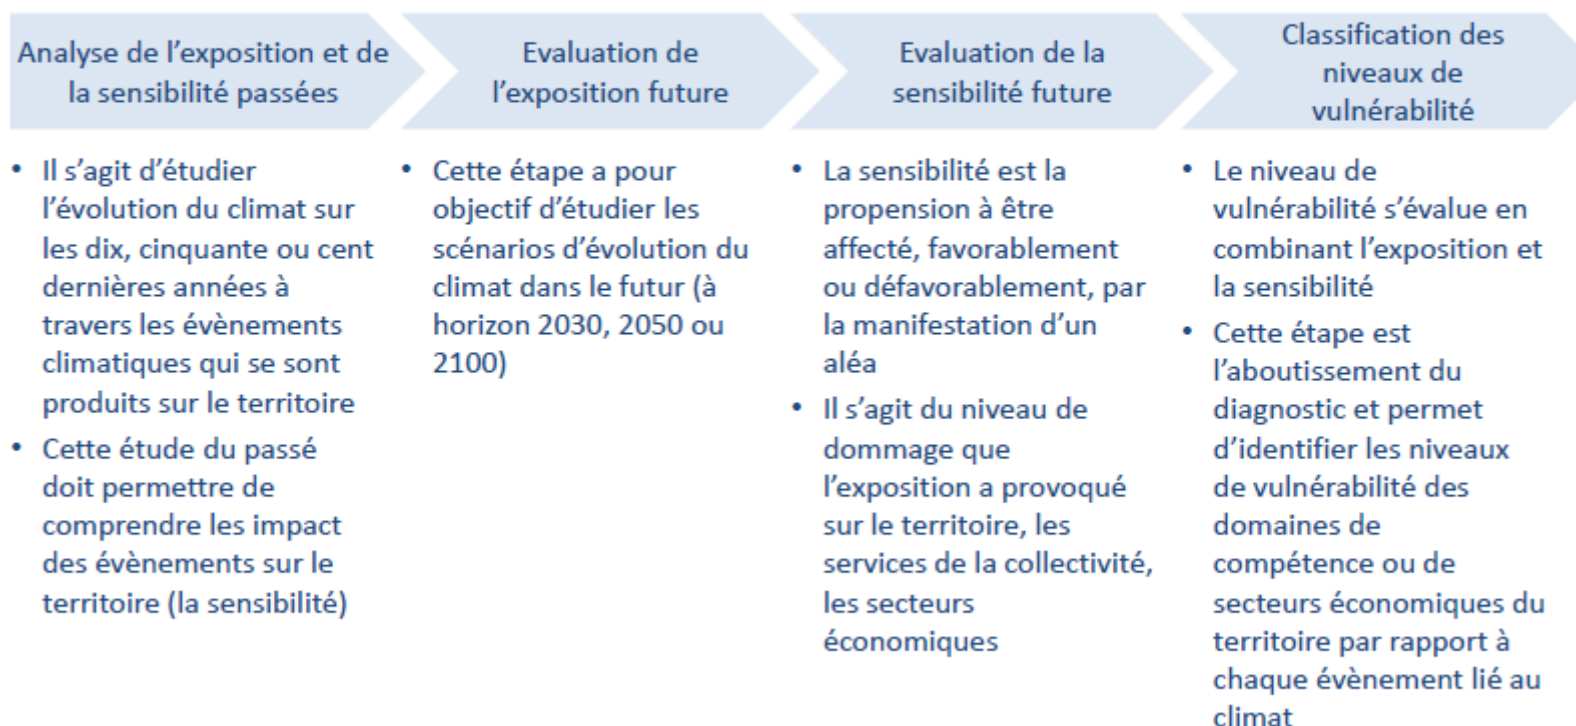 Analyse de l’exposition et de
la sensibilité passées
Evaluation de
l’exposition future
Evaluation de la
sensibilité future
Classification des
niveaux de
vulnérabilité
• Il s’agit d’étudier
l’évolution du climat sur
les dix, cinquante ou cent
dernières années à
travers les évènements
climatiques qui se sont
produits sur le territoire
• Cette étude du passé
doit permettre de
comprendre les impact
des évènements sur le
territoire (la sensibilité)
• Cette étape a pour
objectif d’étudier les
scénarios d’évolution du
climat dans le futur (à
horizon 2030, 2050 ou
2100)
• La sensibilité est la
propension à être
affecté, favorablement
ou défavorablement, par
la manifestation d’un
aléa
• Il s’agit du niveau de
dommage que
l’exposition a provoqué
sur le territoire, les
services de la collectivité,
les secteurs
économiques
• Le niveau de
vulnérabilité s’évalue en
combinant l’exposition et
la sensibilité
• Cette étape est
l’aboutissement du
diagnostic et permet
d’identifier les niveaux
de vulnérabilité des
domaines de
compétence ou de
secteurs économiques du
territoire par rapport à
chaque évènement lié au
climat